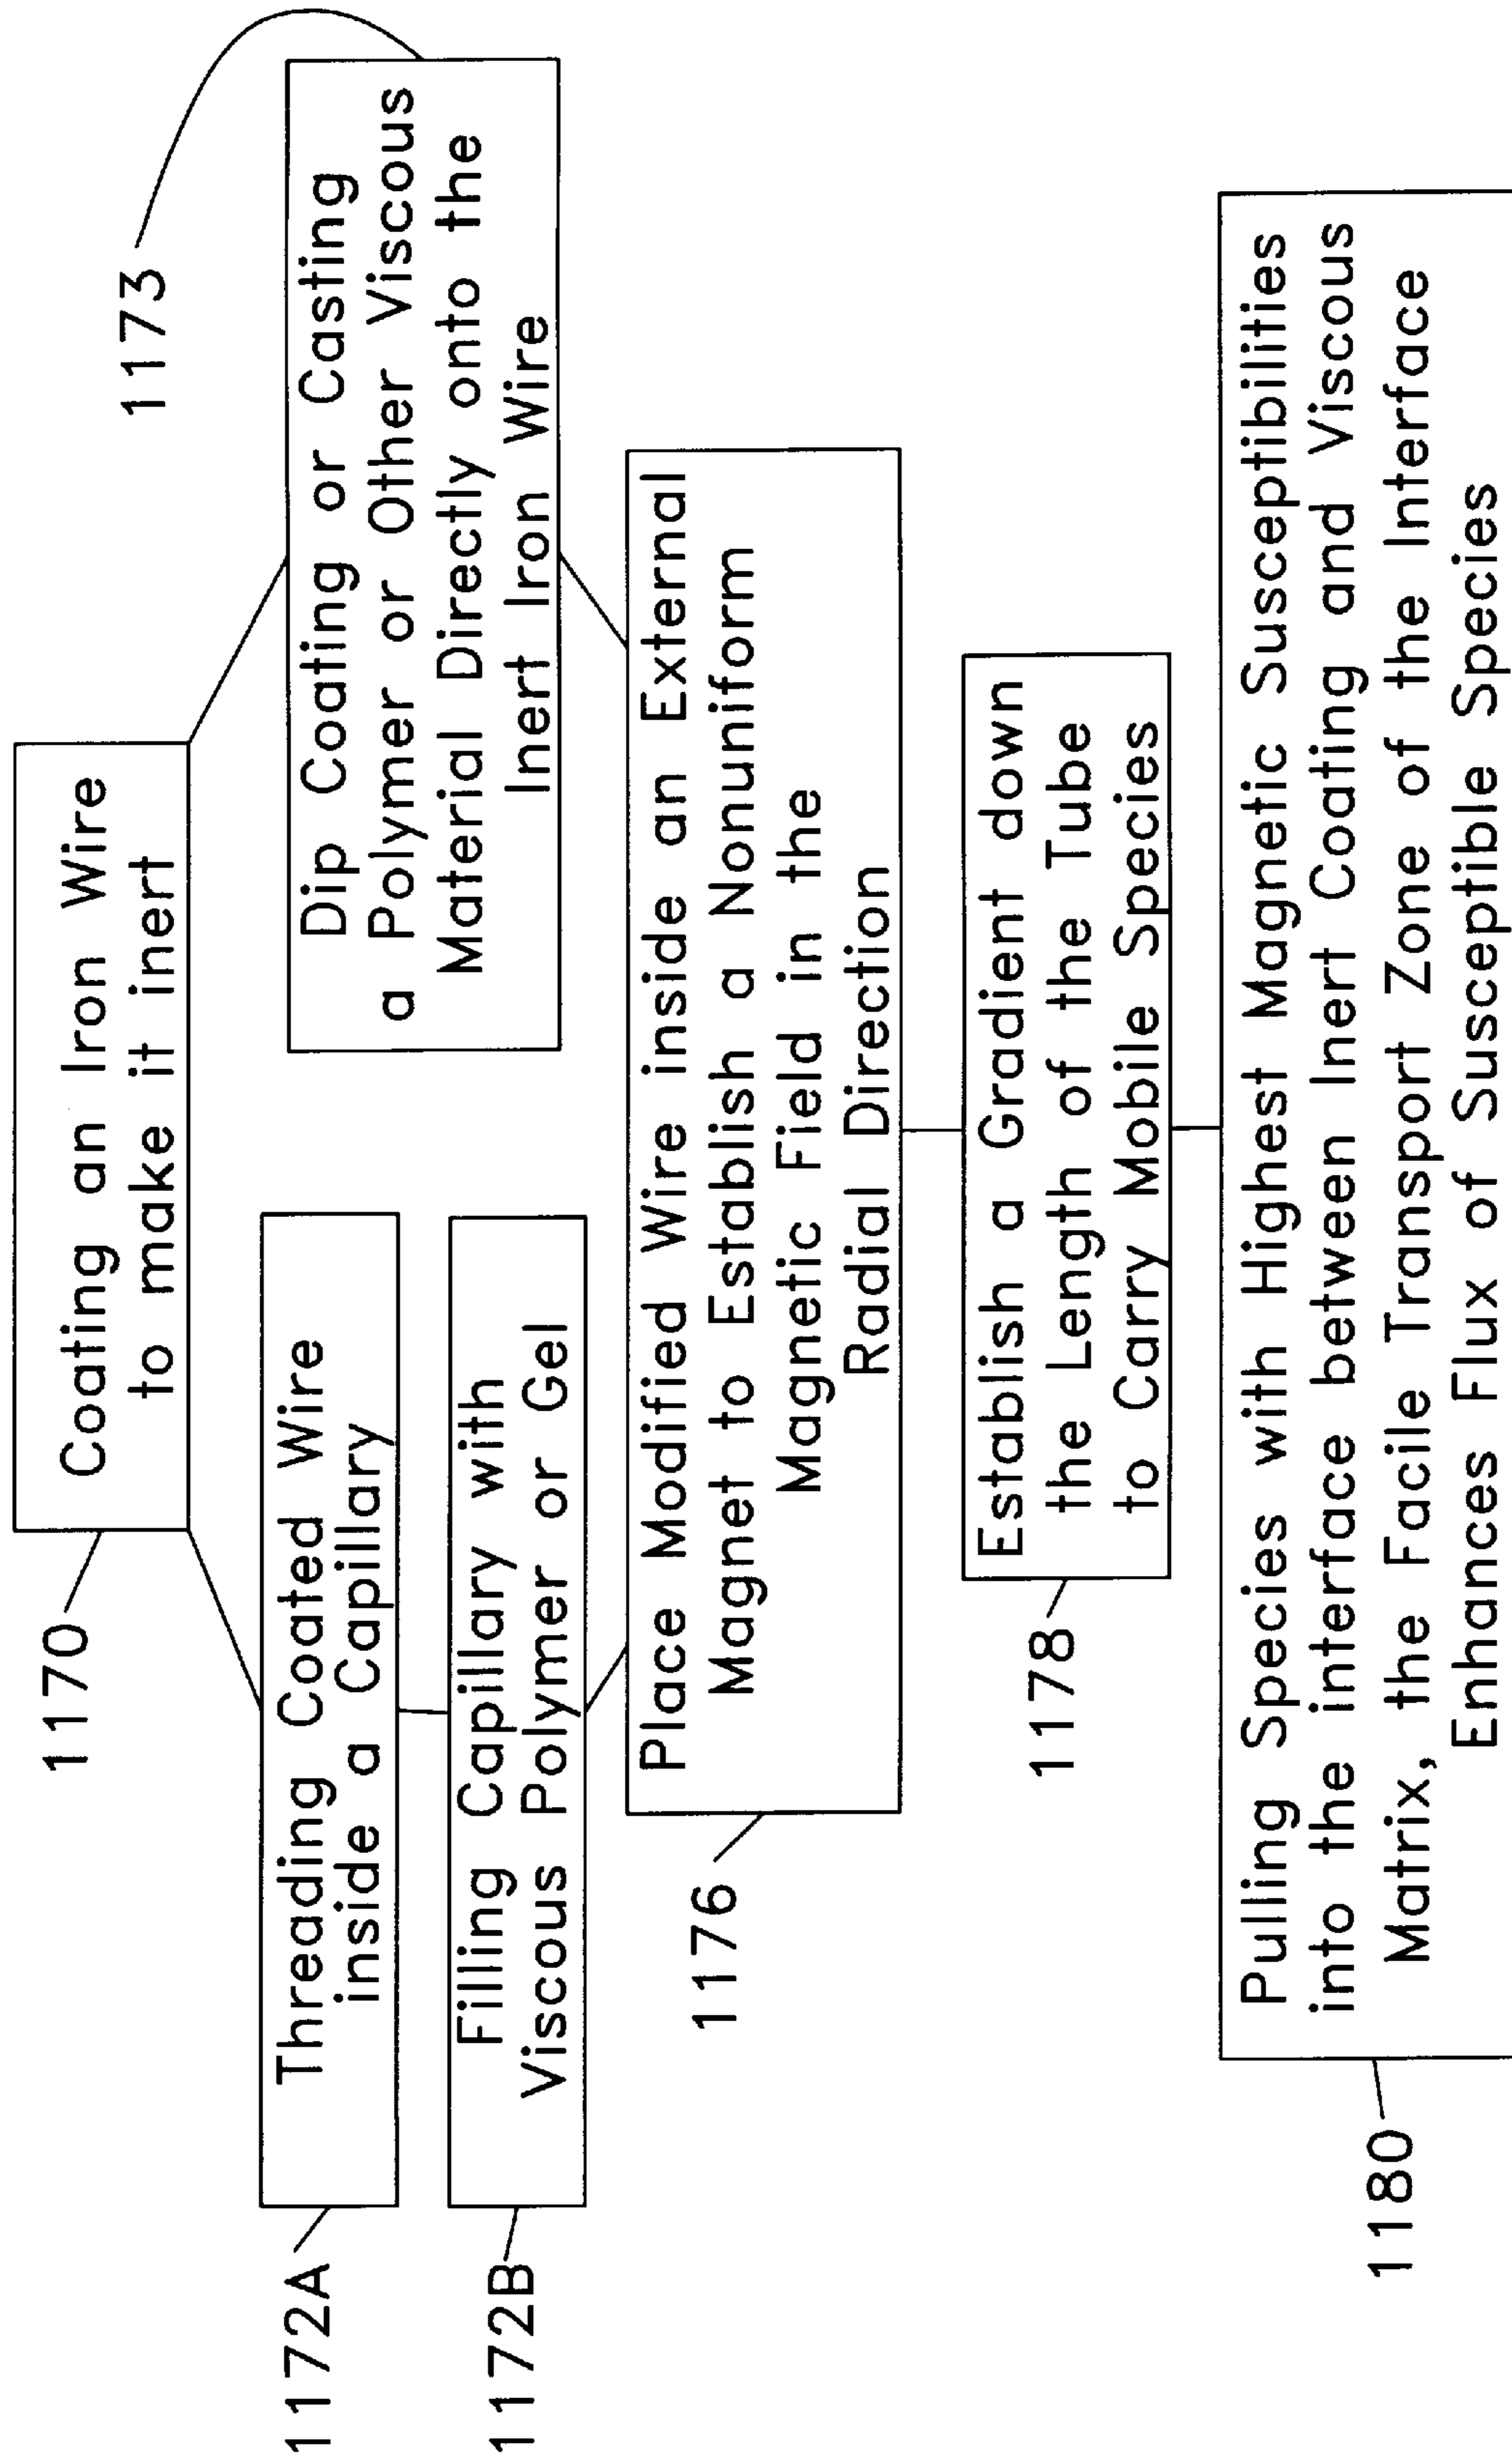 1170
Coating an Iron Wire
to make it inert
1172A
Threading Coated Wire
inside a Capillary
1172B
Filling Capillary with
Viscous Polymer or Gel
1173
Dip Coating or Casting
a Polymer or Other Viscous
Material Directly onto the
Inert Iron Wire
1176
Place Modified Wire inside an External
Magnet to Establish a Nonuniform
Magnetic Field in the
Radial Direction
1178
Establish a Gradient down
the Length of the Tube
to Carry Mobile Species
1180
Pulling Species with Highest Magnetic Susceptibilities
into the interface between Inert Coating and Viscous
Matrix, the Facile Transport Zone of the Interface
Enhances Flux of Susceptible Species